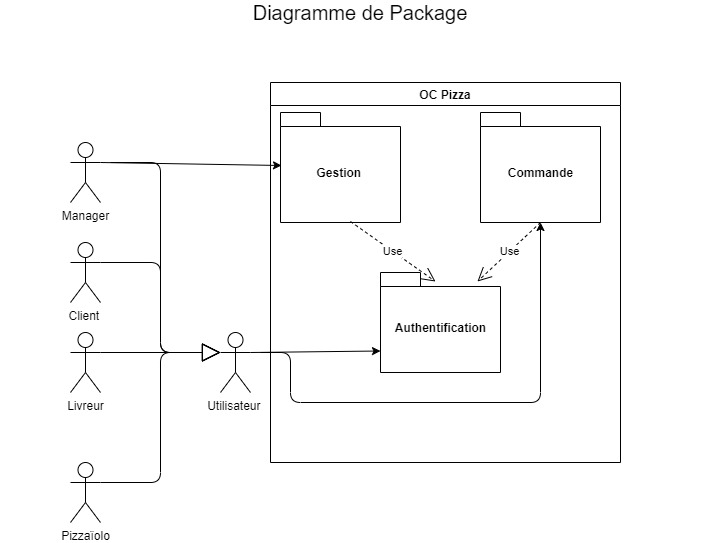 Diagramme de Package
OC Pizza
Gestion
Commande
Manager
Use
Use
Client
Authentification
Livreur
Utilisateur
Pizzaïolo